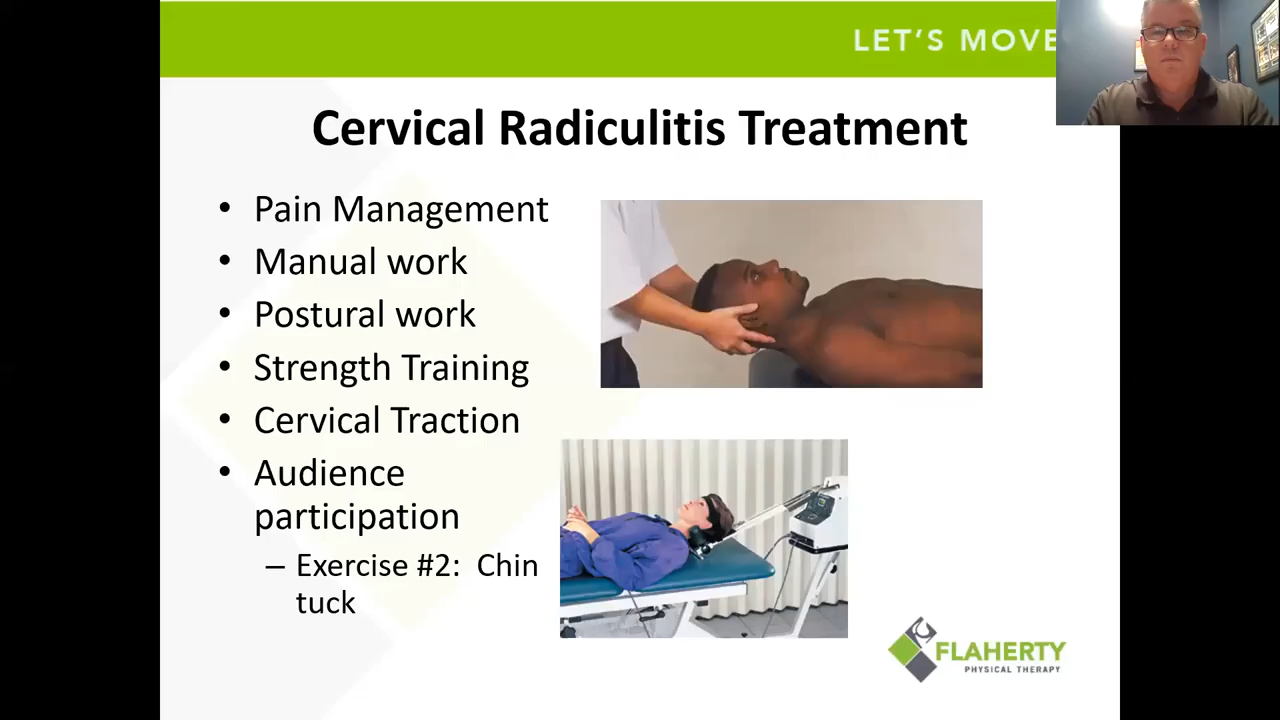 LET'S MOVE
Cervical Radiculitis Treatment
• Pain Management
• Manual work
• Postural work
• Strength Training
• Cervical Traction
• Audience
participation
– Exercise #2: Chin
tuck
FLAHERTY
PHYSICAL THERAPY